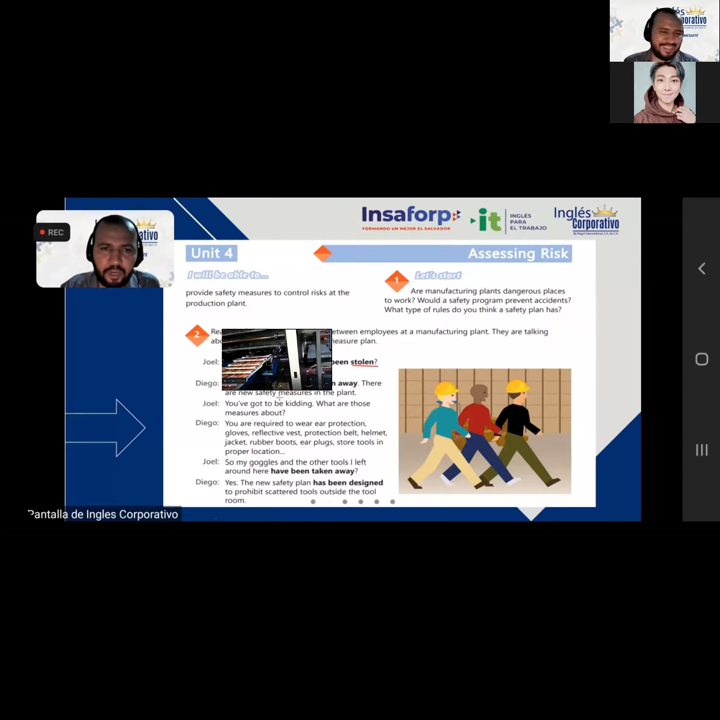 REC
Insaforp
FORMANDO UN MEJOR EL SALVADOR
it
INGLÉS
PARA
EL TRABAJO
Inglés
Corporativo
Unit 4
Assessing Risk
I will be able to...
provide safety measures to control risks at the
production plant.
1
Let's start
Are manufacturing plants dangerous places
to work? Would a safety program prevent accidents?
What type of rules do you think a safety plan has?
2
etween employees at a manufacturing plant. They are talking
measure plan.
Joel:
been stolen?
Diego:
n away. There
are new safety measures in the plant.
Joel: You've got to be kidding. What are those
measures about?
Diego: You are required to wear ear protection,
gloves, reflective vest, protection belt, helmet,
jacket, rubber boots, ear plugs, store tools in
proper location...
Joel: So my goggles and the other tools I left
around here have been taken away?
Diego: Yes. The new safety plan has been designed
to prohibit scattered tools outside the tool
room.
Pantalla de Ingles Corporativo